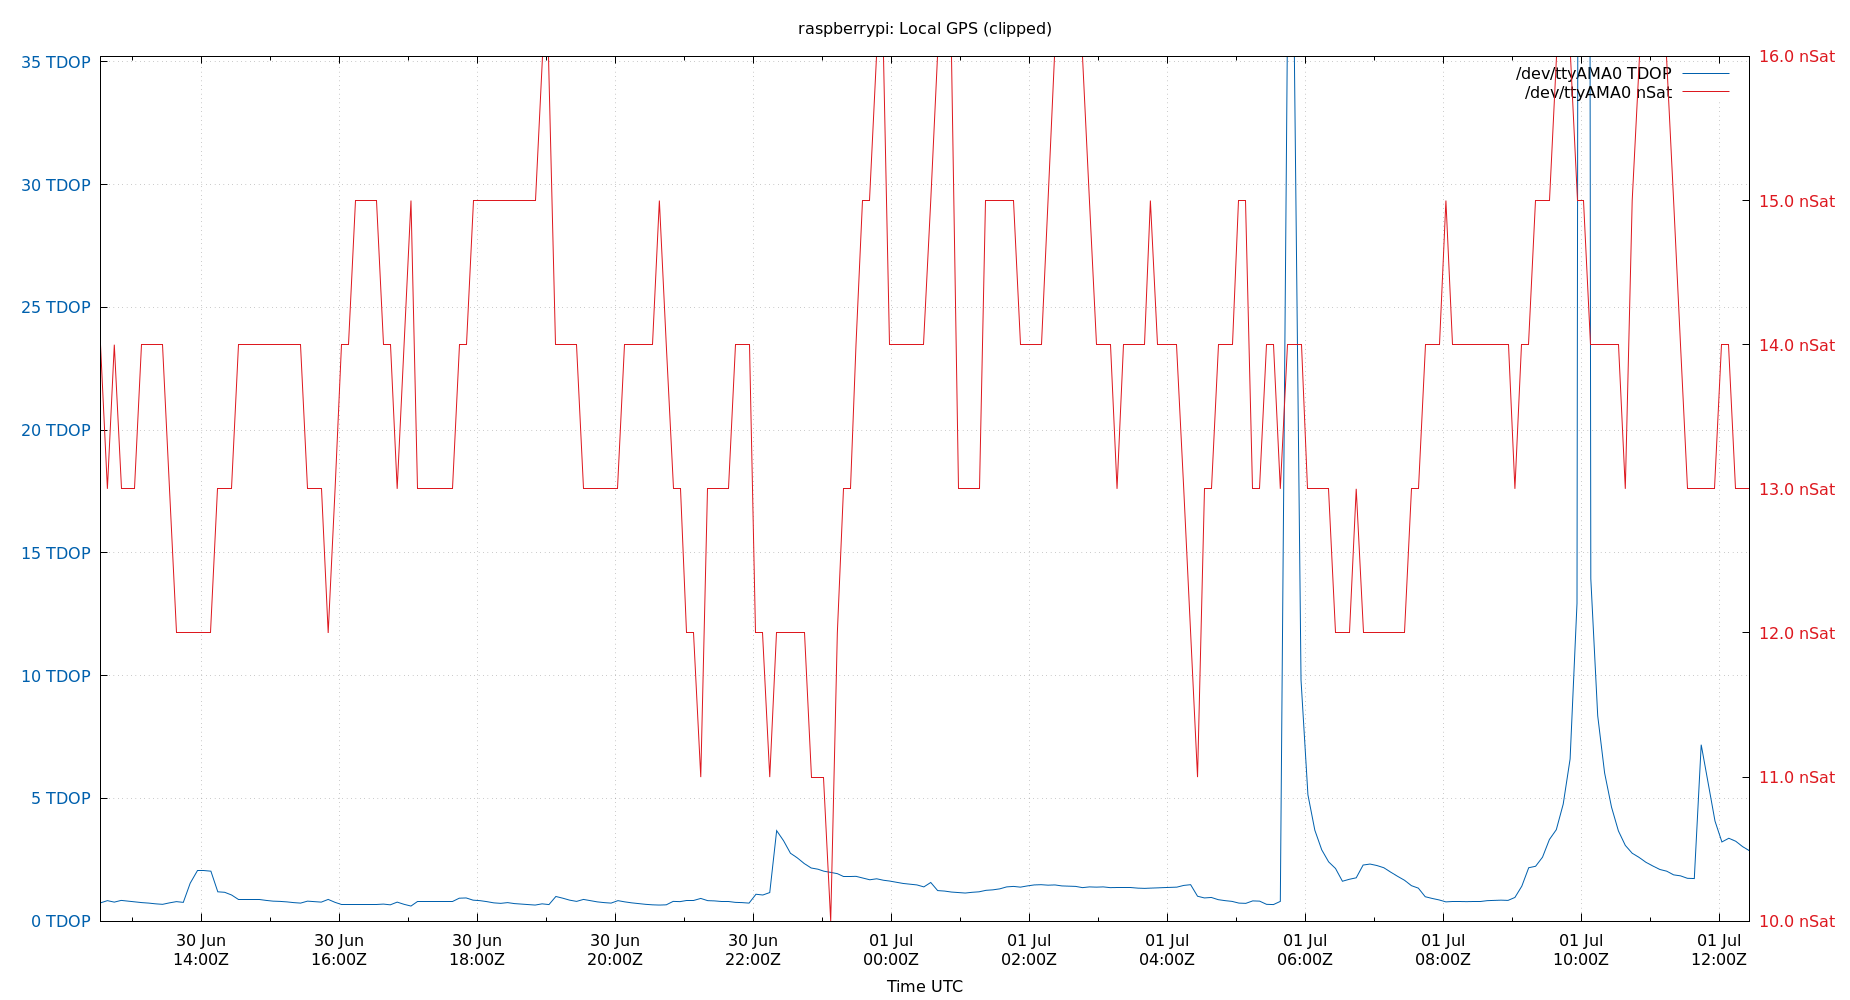 raspberrypi: Local GPS (clipped)
35 TDOP
30 TDOP
25 TDOP
20 TDOP
15 TDOP
10 TDOP
5 TDOP
0 TDOP
/dev/ttyAMA0 TDOP
/dev/ttyAMA0 nSat
16.0 nSat
15.0 nSat
14.0 nSat
13.0 nSat
12.0 nSat
11.0 nSat
10.0 nSat
30 Jun 30 Jun 30 Jun 30 Jun 30 Jun 01 Jul 01 Jul 01 Jul 01 Jul 01 Jul 01 Jul 01 Jul
14:00Z 16:00Z 18:00Z 20:00Z 22:00Z 00:00Z 02:00Z 04:00Z 06:00Z 08:00Z 10:00Z 12:00Z
Time UTC